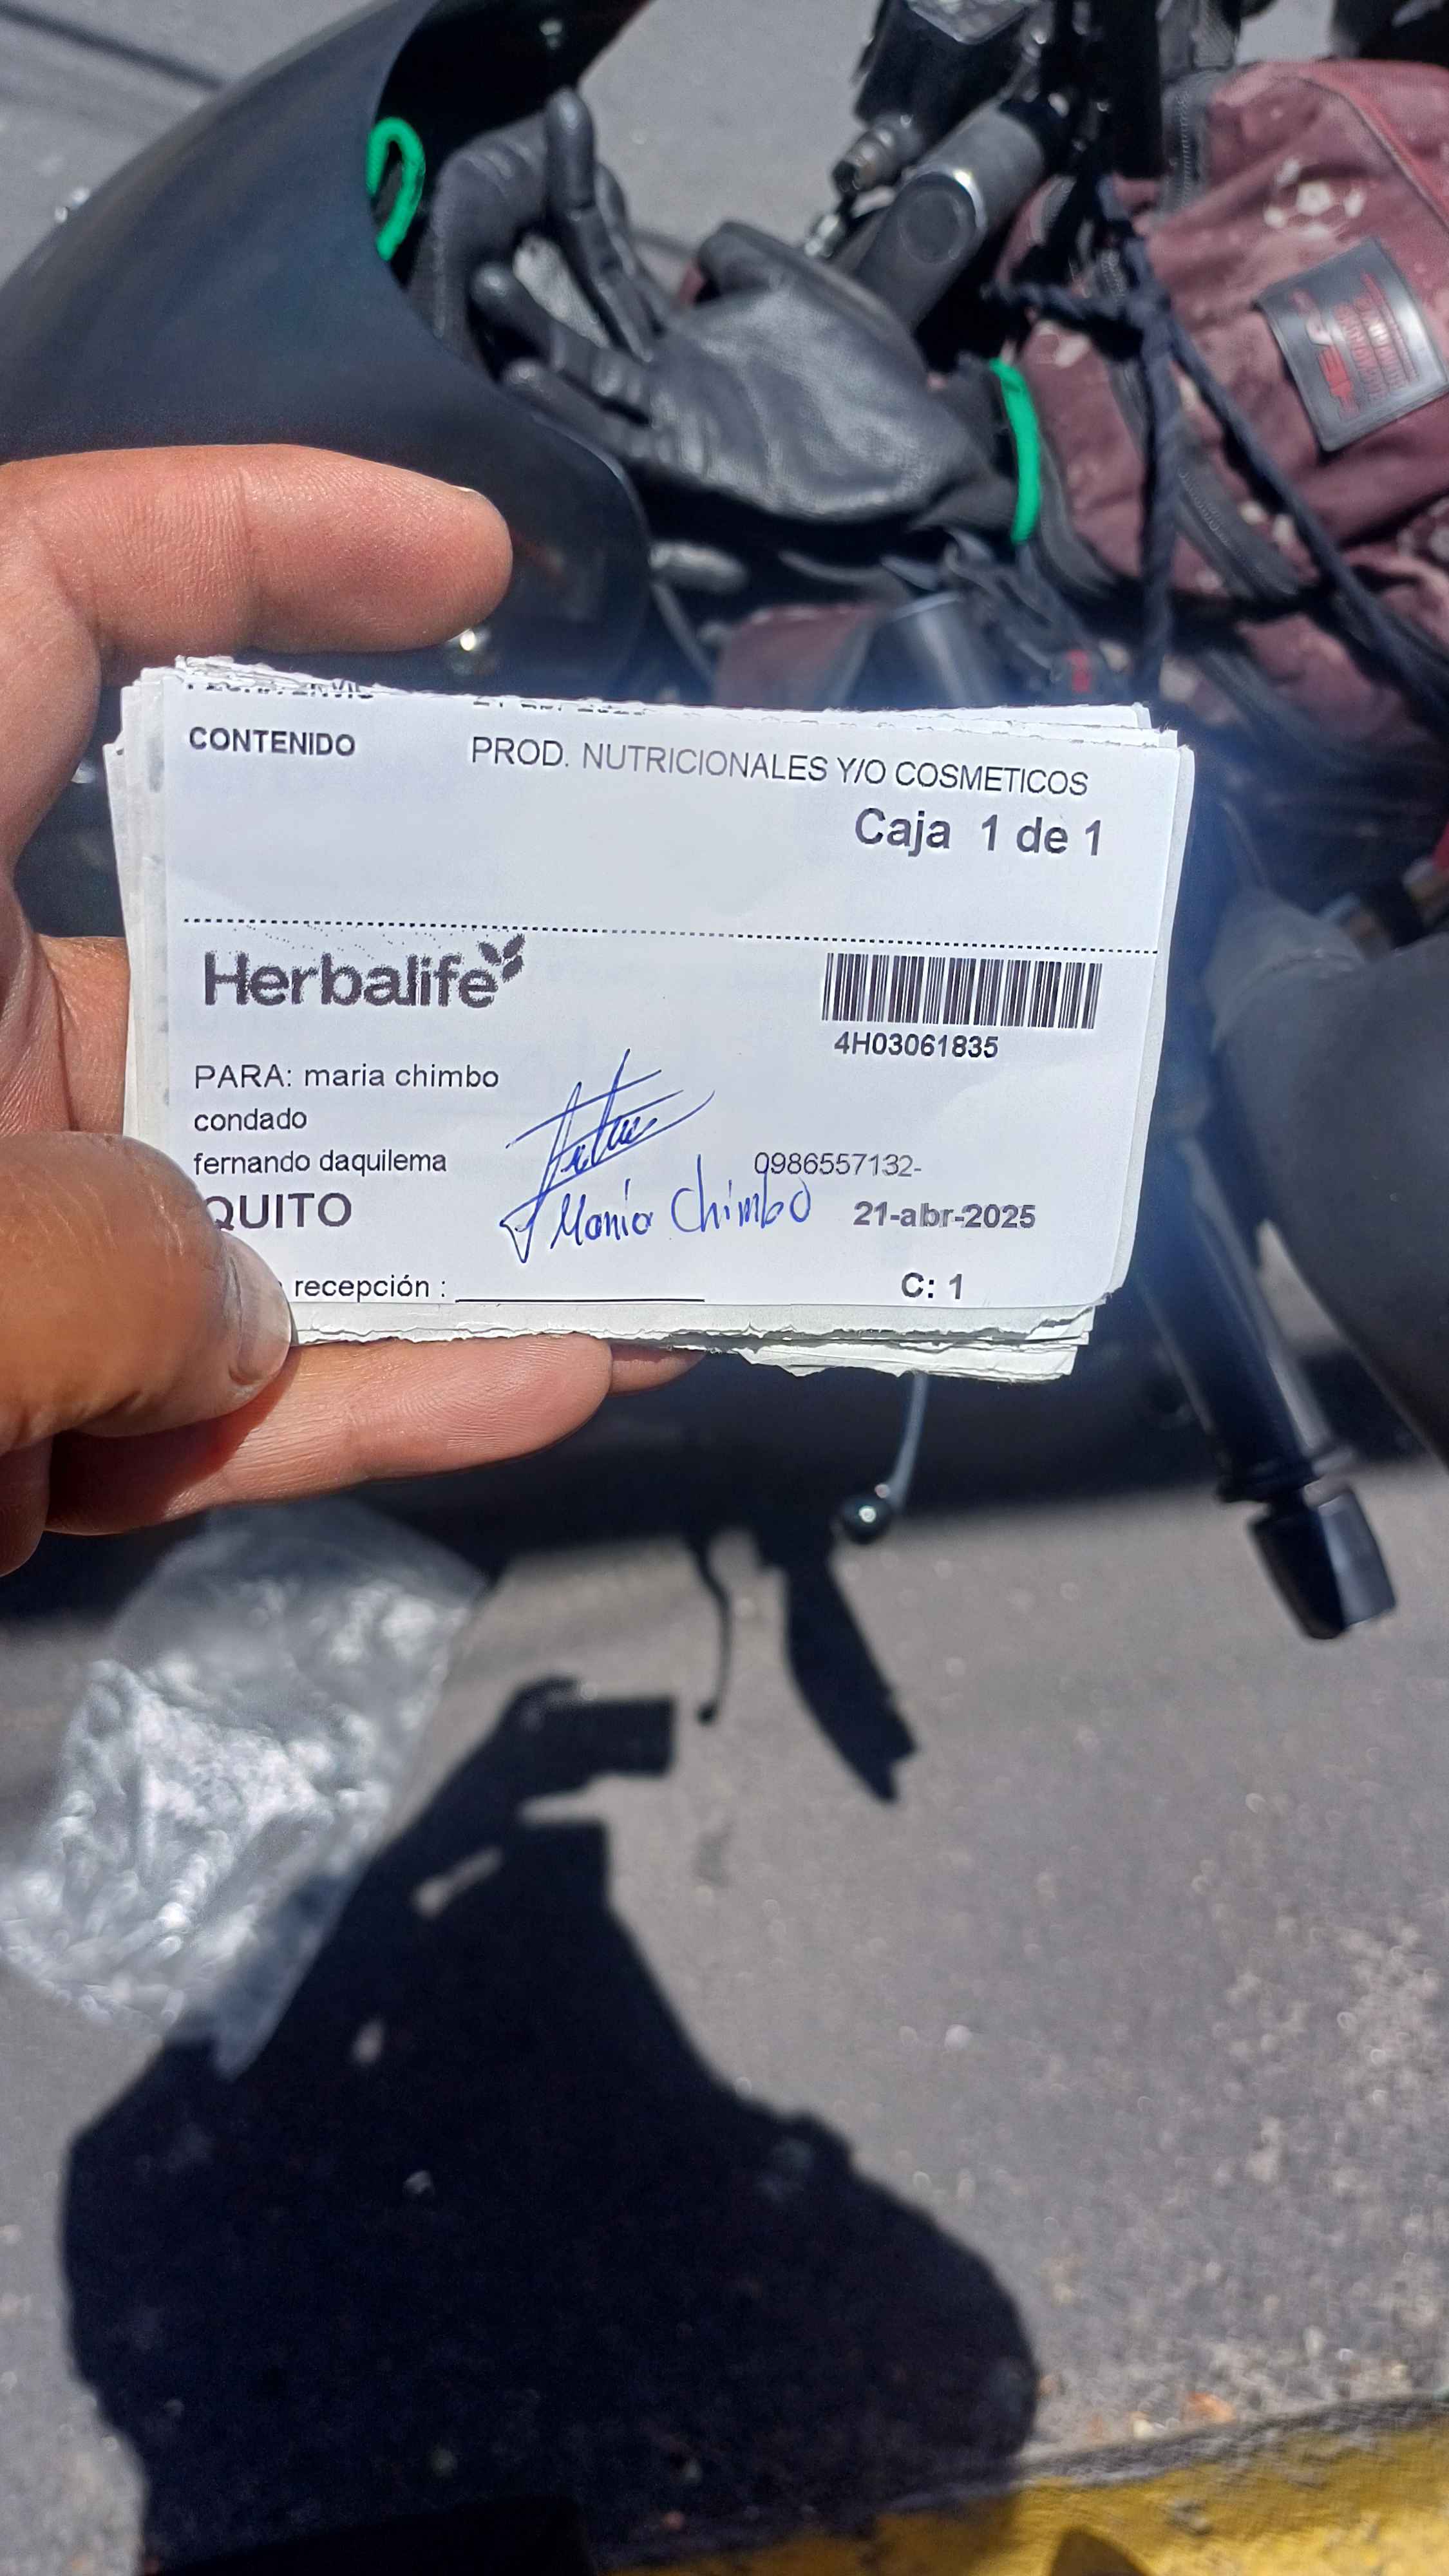 CONTENIDO PROD. NUTRICIONALES Y/O COSMETICOS
Caja 1 de 1
Herbalife
4H03061835
PARA: maria chimbo
condado
fernando daquilema 0986557132-
QUITO Maria Chimbo 21-abr-2025
recepción : C: 1